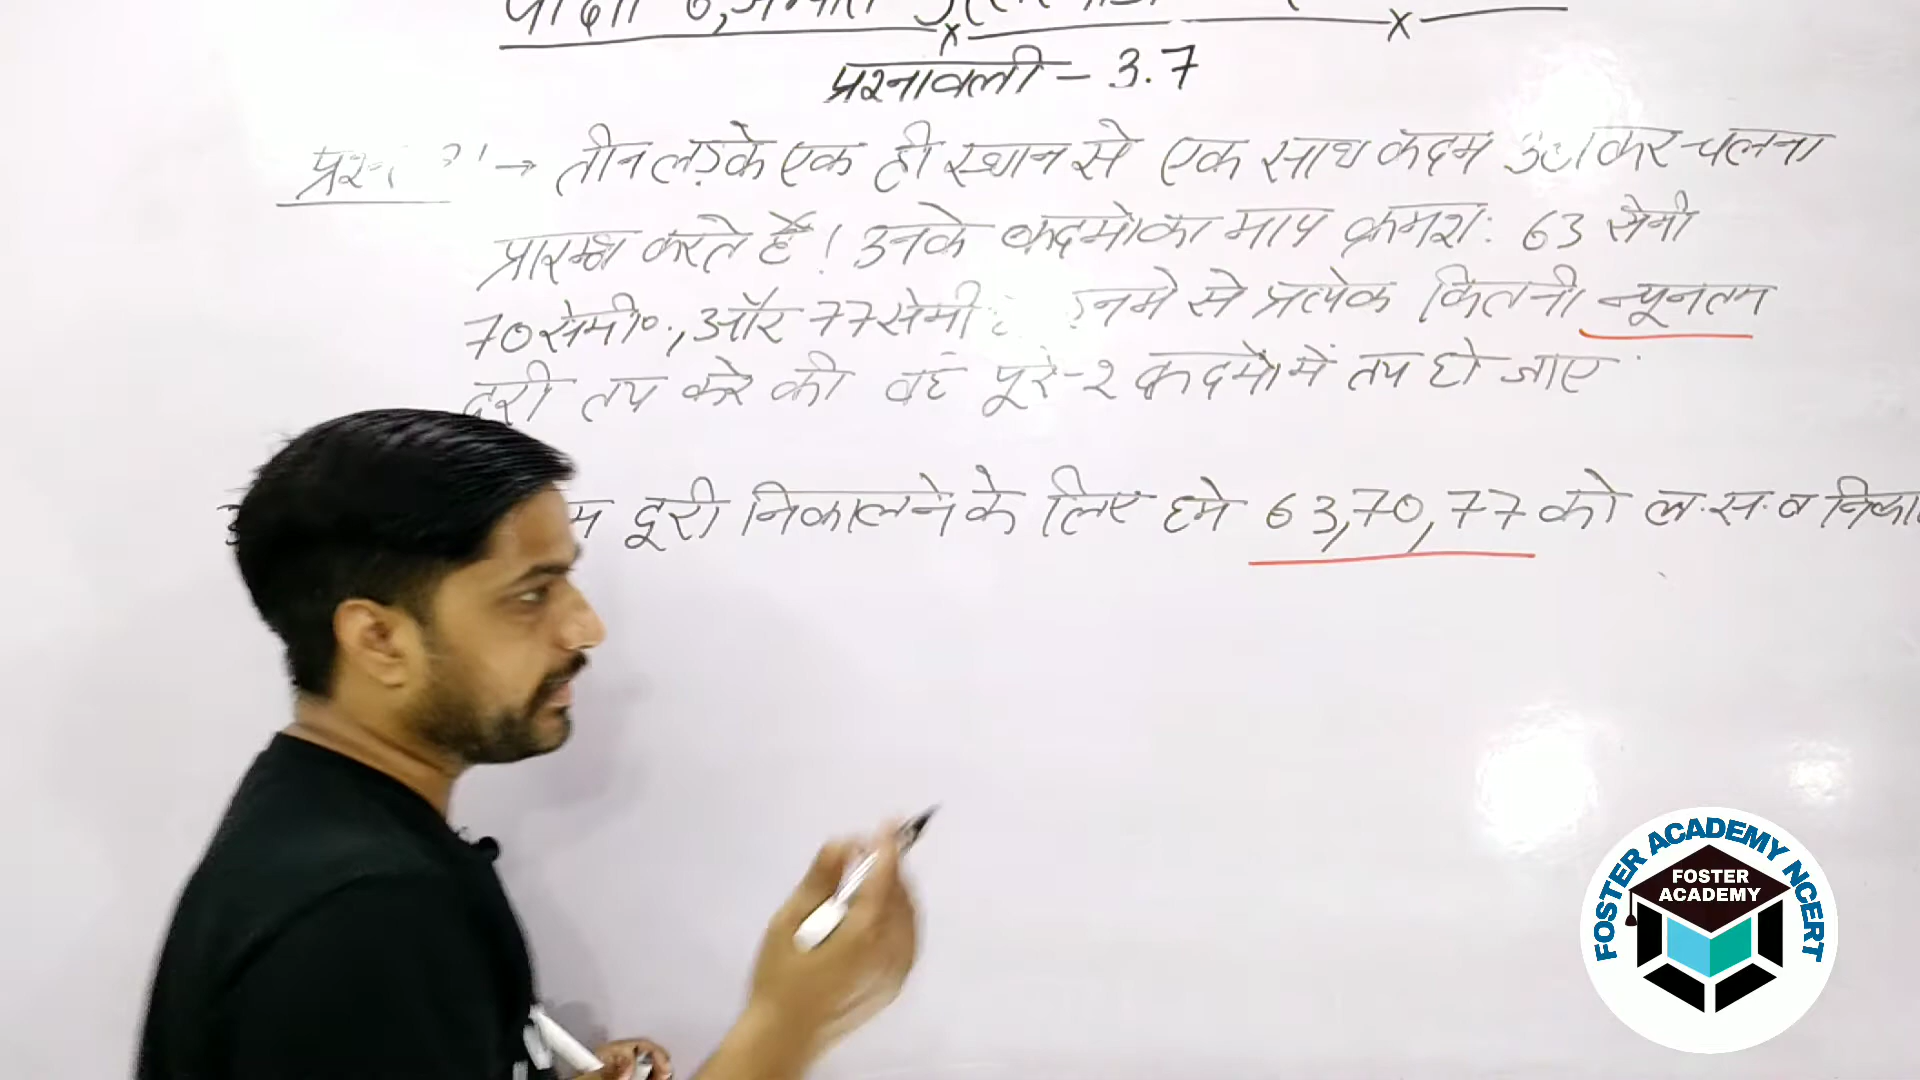 प्रश्नावली - 3.7
→ तीन लड़के एक ही स्थान से एक साथ कदम उठाकर चलना
प्रारम्भ करते हैं! उनके कदमो का माप क्रमश: 63 सेमी
70 सेमी०, और 77 सेमी इनमे से प्रत्येक कितनी न्यूनतम
दूरी तय करे की वह पूरे-2 कदमों में तय हो जाए
दूरी निकालने के लिए हमे 63, 70, 77 को ल.स.व
FOSTER ACADEMY NCERT
FOSTER
ACADEMY